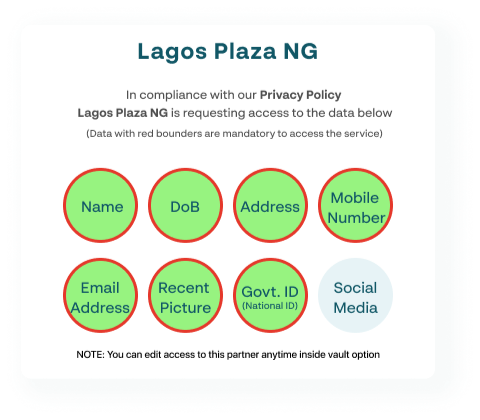 Lagos Plaza NG
In compliance with our Privacy Policy
Lagos Plaza NG is requesting access to the data below
(Data with red bounders are mandatory to access the service)
Name
DoB
Address
Mobile
Number
Email
Address
Recent
Picture
Govt. ID
(National ID)
Social
Media
NOTE: You can edit access to this partner anytime inside vault option